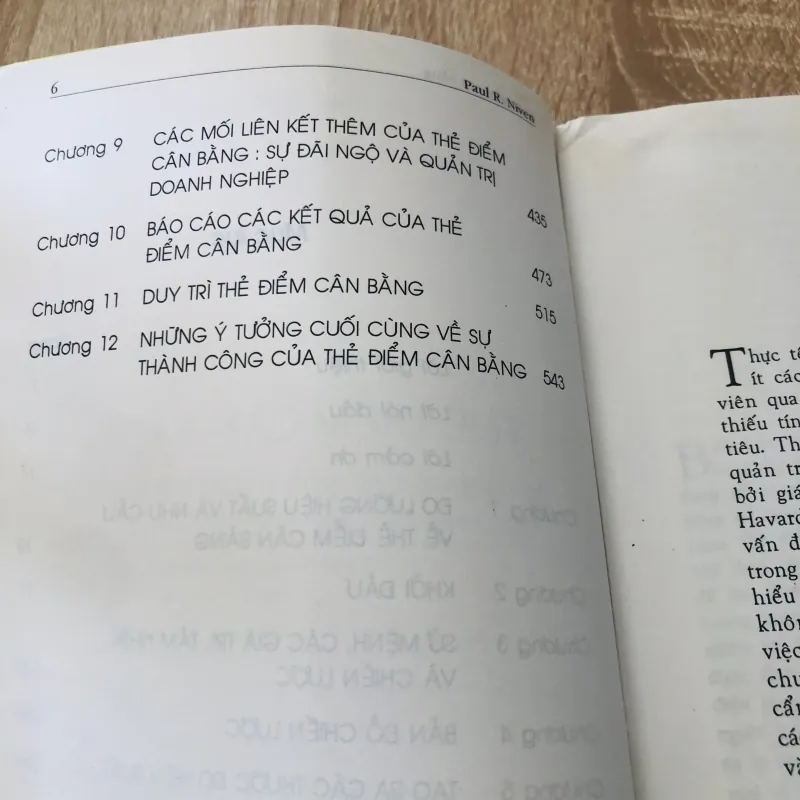 6
Paul R. Niven
Chương 9 CÁC MỐI LIÊN KẾT THÊM CỦA THẺ ĐIỂM
CÂN BẰNG : SỰ ĐÃI NGỘ VÀ QUẢN TRỊ
DOANH NGHIỆP 435
Chương 10 BÁO CÁO CÁC KẾT QUẢ CỦA THẺ
ĐIỂM CÂN BẰNG 473
Chương 11 DUY TRÌ THẺ ĐIỂM CÂN BẰNG 515
Chương 12 NHỮNG Ý TƯỞNG CUỐI CÙNG VỀ SỰ
THÀNH CÔNG CỦA THẺ ĐIỂM CÂN BẰNG 543
Thực tế
ít các
viên qua
thiếu tín
tiêu. Th
quản tr
bởi giá
Havard
vấn đ
trong
hiểu
khôn
việc
chu
cẩn
các
và